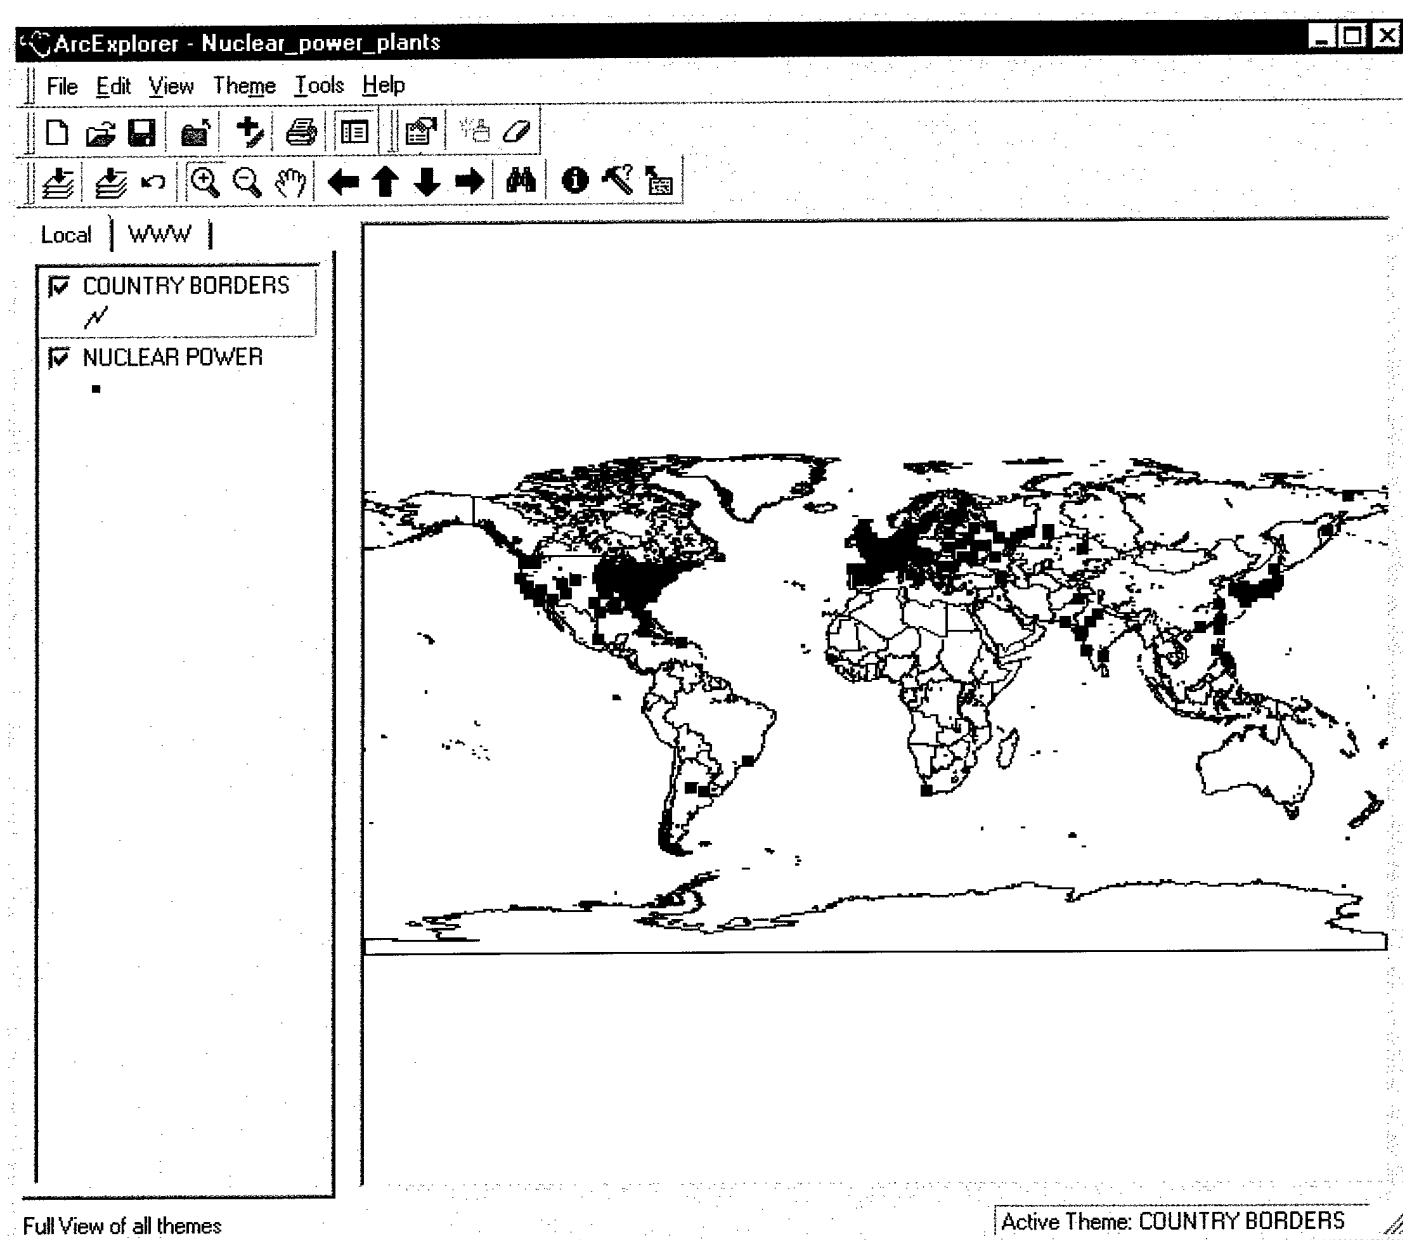 ArcExplorer - Nuclear_power_plants
File Edit View Theme Tools Help
Local WWW
COUNTRY BORDERS
NUCLEAR POWER
Full View of all themes
Active Theme: COUNTRY BORDERS